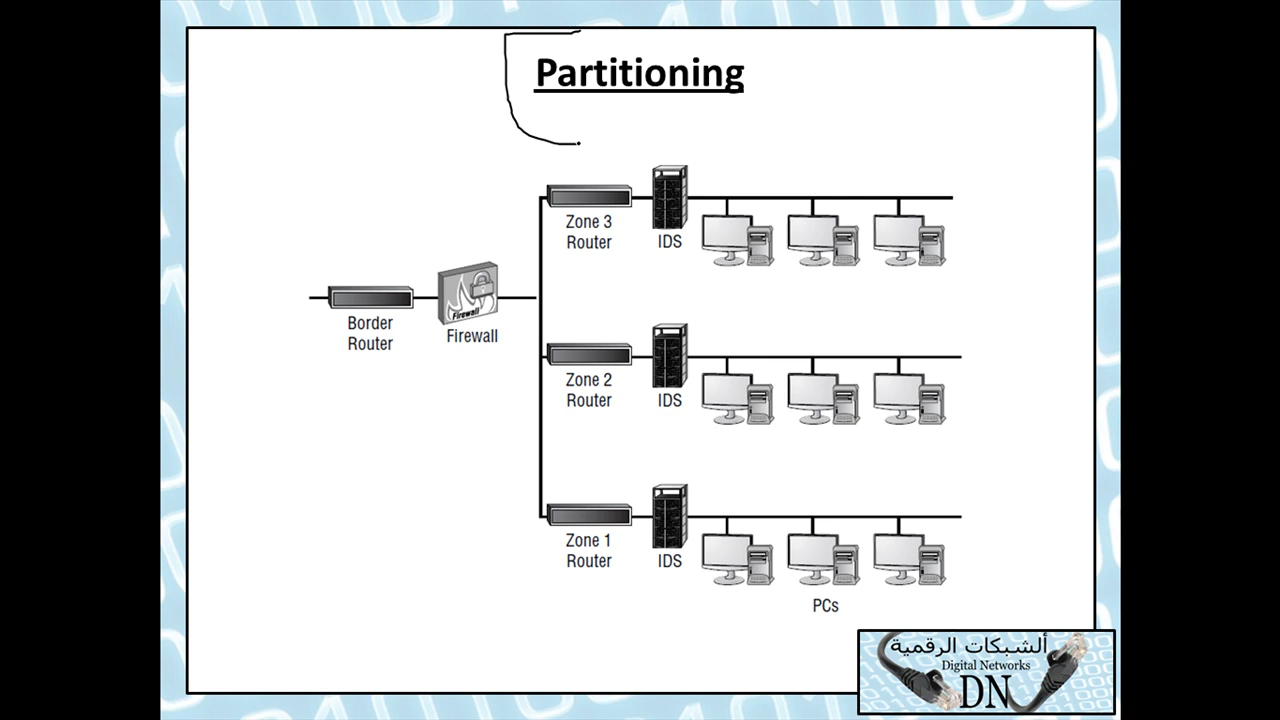 Partitioning
Zone 3
Router
IDS
Border
Router
Firewall
Firewall
Zone 2
Router
IDS
Zone 1
Router
IDS
PCs
ألشبكات الرقمية
Digital Networks
DN